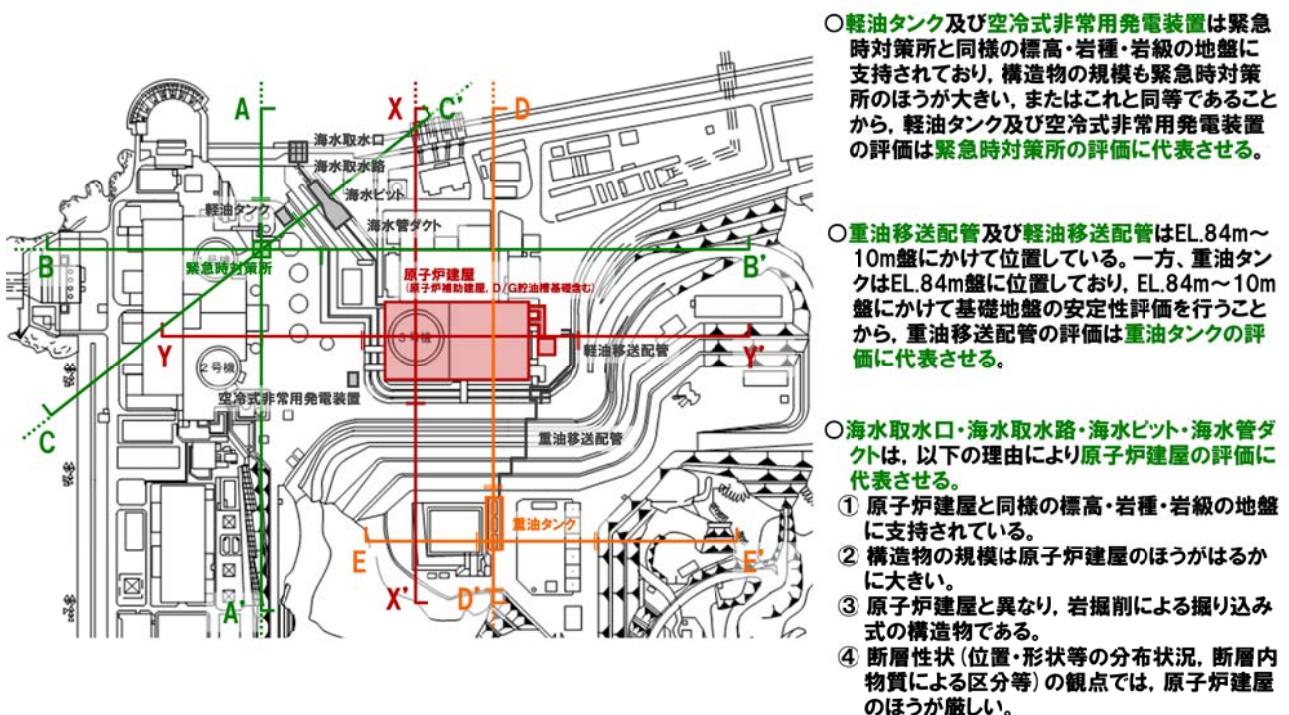 A
X
C'
D
海水取水口
海水取水路
海水ピット
軽油タンク
海水管ダクト
B
緊急時対策所
B'
原子炉建屋
(原子炉補助建屋, D/G貯油槽基礎含む)
3号機
Y
軽油移送配管
Y'
2号機
空冷式非常用発電装置
C
重油移送配管
重油タンク
E
E'
X'
D'
A'
○軽油タンク及び空冷式非常用発電装置は緊急
時対策所と同様の標高・岩種・岩級の地盤に
支持されており, 構造物の規模も緊急時対策
所のほうが大きい, またはこれと同等であること
から, 軽油タンク及び空冷式非常用発電装置
の評価は緊急時対策所の評価に代表させる。
○重油移送配管及び軽油移送配管はEL.84m~
10m盤にかけて位置している。一方、重油タン
クはEL.84m盤に位置しており, EL.84m~10m
盤にかけて基礎地盤の安定性評価を行うこと
から, 重油移送配管の評価は重油タンクの評
価に代表させる。
○海水取水口・海水取水路・海水ピット・海水管ダ
クトは, 以下の理由により原子炉建屋の評価に
代表させる。
① 原子炉建屋と同様の標高・岩種・岩級の地盤
に支持されている。
② 構造物の規模は原子炉建屋のほうがはるか
に大きい。
③ 原子炉建屋と異なり, 岩掘削による掘り込み
式の構造物である。
④ 断層性状(位置・形状等の分布状況, 断層内
物質による区分等)の観点では, 原子炉建屋
のほうが厳しい。